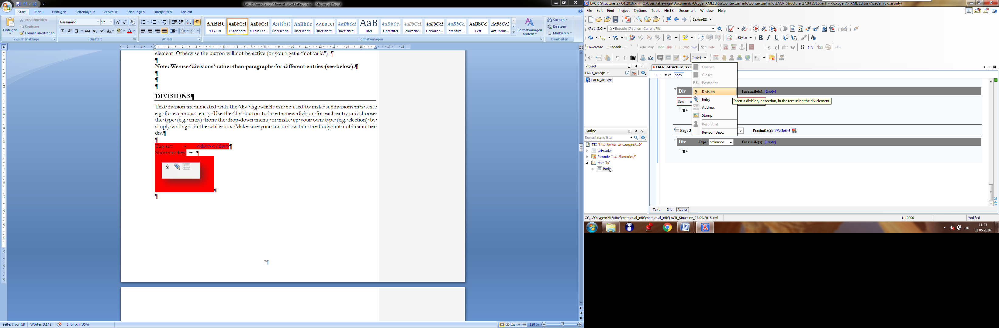 LACR_AnnotationManual_WorkInProgress - Microsoft Word
Start Menü Einfügen Seitenlayout Verweise Sendungen Überprüfen Ansicht
Einfügen
Ausschneiden
Kopieren
Format übertragen
Zwischenablage
Garamond 12
F K U abc x₂ x² Aa
Schriftart
Absatz
AABBC AaBbCcI AaBbCcI AaBbC AaBbCc AABBCCI AaBbCcI AaB AaBbCc. AaBbCcL AaBbCcL AaBbCcL AaBbCcI AaBbCcL
¶ LACR1 ¶ Standard ¶ Kein Lee... Überschrif... Überschrif... Überschrif... Überschrif... Titel Untertitel Schwache... Hervorhe... Intensive ... Fett Anführun...
Formatvorlagen ändern
Formatvorlagen
Suchen
Ersetzen
Markieren
Bearbeiten
element. Otherwise the button will not be active (or you a get a “not valid”). ¶
¶
Note: We use ‘divisions’ rather than paragraphs for different entries (see below).¶
¶
¶
¶
DIVISIONS¶
Text division are indicated with the ‘div’ tag, which can be used to make subdivisions in a text,
e.g. for each court entry. Use the ‘div’ button to insert a new division for each entry and choose
the type (e.g. entry) from the drop-down menu, or make up your own type (e.g. election) by
simply writing it in the white box. Make sure your cursor is within the body, but not in another
div.¶
¶
Tag set: → <div></div>¶
Short cut key: → ¶
§
¶
¶
7¶
Seite: 7 von 18 Wörter: 3.142 Englisch (USA) 120 %
LACR_Structure_27.04.2016.xml [C:\Users\ahavinga\Documents\OxygenXMLEditor\contextual_info\contextual_info\LACR_Structure_27.04.2016.xml] - <oXygen/> XML Editor (Academic use only)
File Edit Find Project Options Tools HisTEI Document Window Help
Saxon-EE
XPath 2.0 Execute XPath on 'Current File'
Styles B I U
Lowercase Capitals abbr exp add del [...] unc [sup] for note s cl phr w !? [!?] 123
¶ H fw Insert
Project
LACR_AH.xpr
LACR_AH.xpr
Outline
Element name filter
TEI "http://www.tei-c.org/ns/1.0"
teiHeader
facsimile "../../facsimiles/"
text "la"
body
LACR_Structure_27.0
TEI text body
Opener
Closer
P.S. Postscript
§ Division
Entry
Address
Stamp
Resp Stmt
Revison Desc.
Insert a division, or section, in the text using the div element.
Div Facsimile(s): [Empty]
Note:
¶
Page 3 Facsimile(s): #Vol5p648
Div Type: ordinance Facsimile(s): [Empty]
¶
Text Grid Author
C:\...\OxygenXMLEditor\contextual_info\contextual_info\LACR_Structure_27.04.2016.xml U+0000 Modified
11:23
01.05.2016